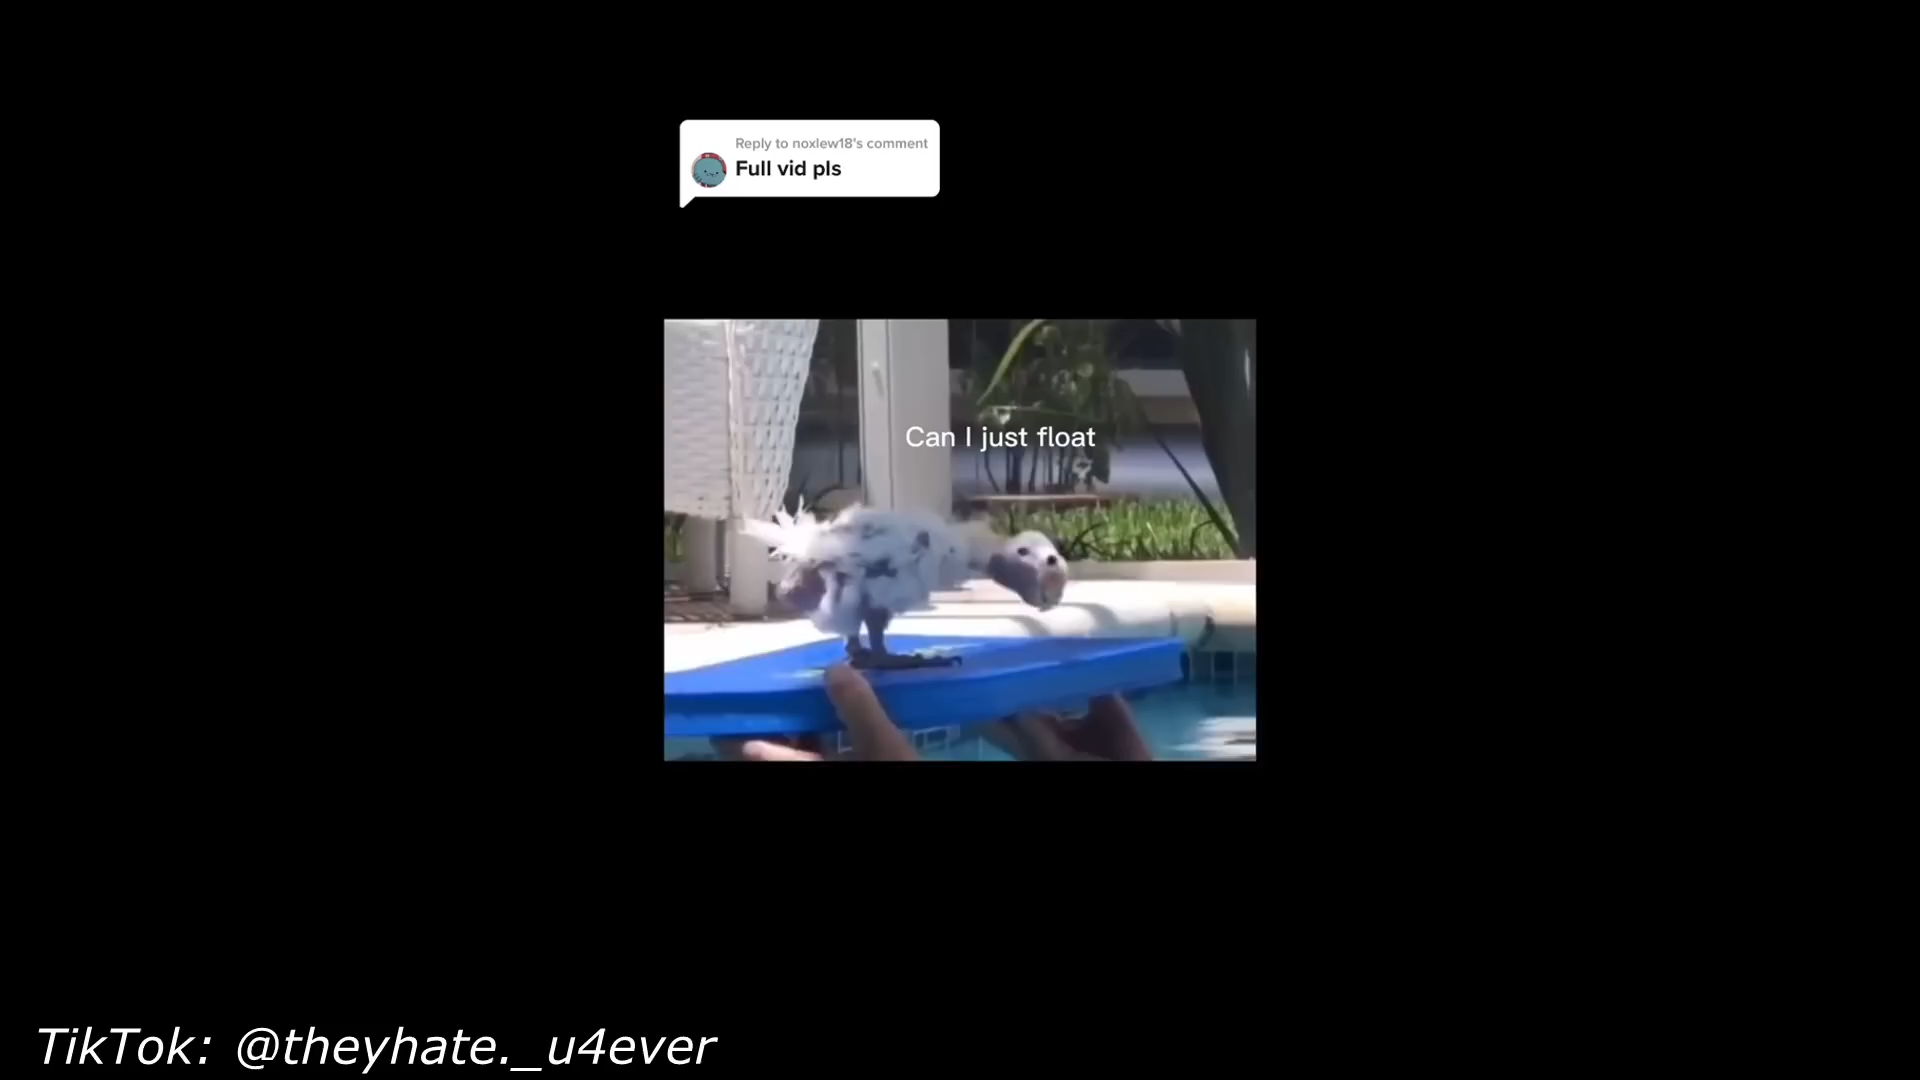 Reply to noxlew18's comment
Full vid pls
Can I just float
TikTok: @theyhate._u4ever